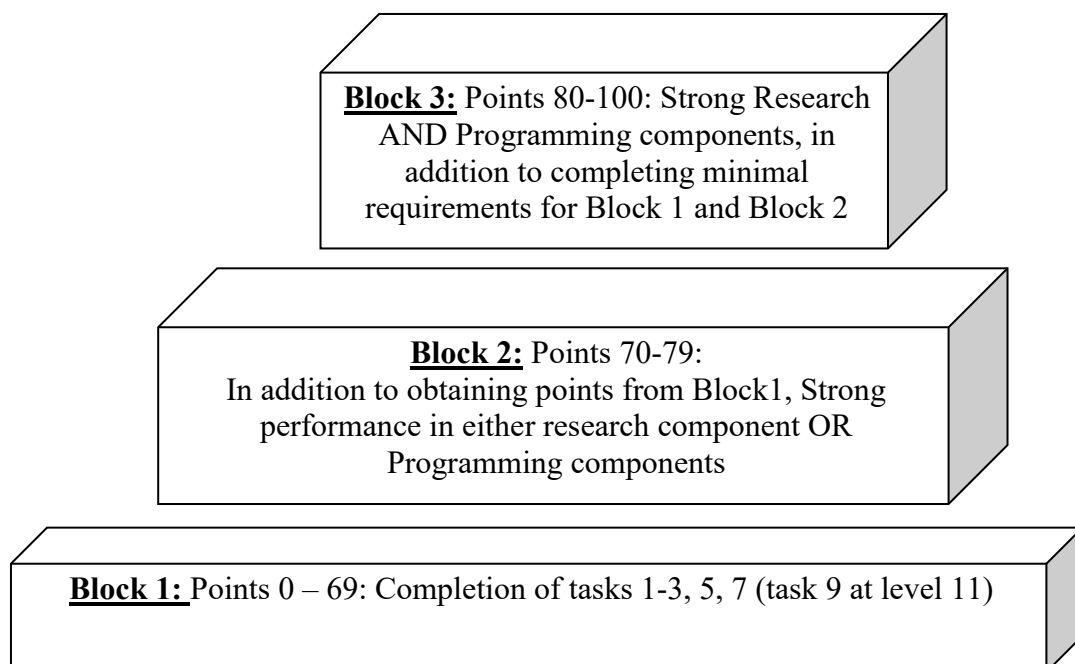 Block 3: Points 80-100: Strong Research
AND Programming components, in
addition to completing minimal
requirements for Block 1 and Block 2
Block 2: Points 70-79:
In addition to obtaining points from Block1, Strong
performance in either research component OR
Programming components
Block 1: Points 0 – 69: Completion of tasks 1-3, 5, 7 (task 9 at level 11)